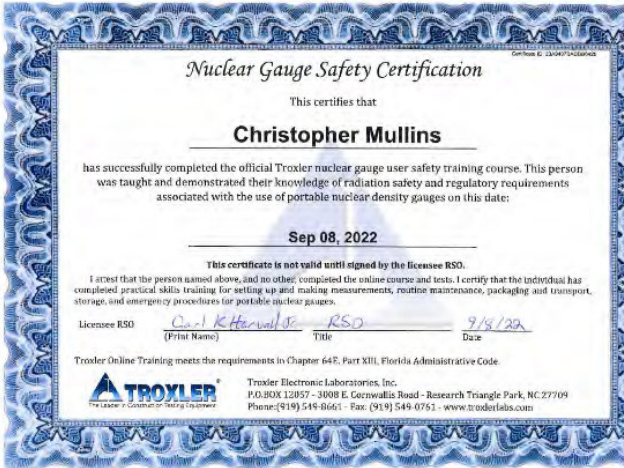 Nuclear Gauge Safety Certification
This certifies that
Christopher Mullins
has successfully completed the official Troxler nuclear gauge user safety training course. This person
was taught and demonstrated their knowledge of radiation safety and regulatory requirements
associated with the use of portable nuclear density gauges on this date:
Sep 08, 2022
This certificate is not valid until signed by the licensee RSO.
I attest that the person named above, and no other, completed the online course and tests. I certify that the individual has
completed practical skills training for setting up and making measurements, routine maintenance, packaging and transport,
storage, and emergency procedures for portable nuclear gauges.
Licensee RSO Carl K Jr. RSO 9/8/22
(Print Name) Title Date
Troxler Online Training meets the requirements in Chapter 64E, Part XIII, Florida Administrative Code.
TROXLER
The Leader in Construction Testing Equipment
Troxler Electronic Laboratories, Inc.
P.O.BOX 12057 - 3008 E. Cornwallis Road - Research Triangle Park, NC 27709
Phone:(919) 549-8661 - Fax: (919) 549-0761 - www.troxlerlabs.com